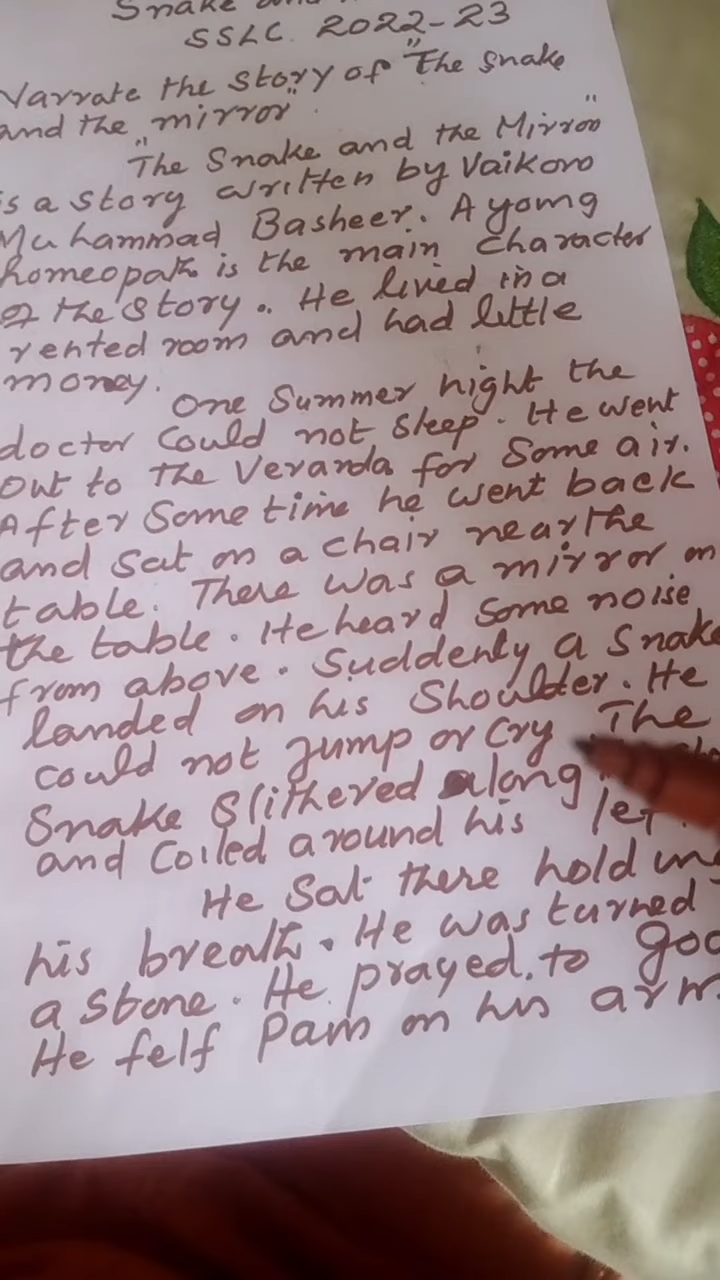 Snake and
SSLC 2022-23
Narrate the story of "The snake
and the "mirror"
"The Snake and the Mirror"
is a story written by Vaikom
Muhammad Basheer. A young
homeopath is the main character
of the story. He lived in a
rented room and had little
money.
One Summer night the
doctor Could not sleep. He went
Out to The Veranda for Some air.
After Some time he went back
and Sat on a chair near the
table. There was a mirror on
the table. He heard some noise
from above. Suddenly a Snake
landed on his Shoulder. He
could not jump or Cry The
Snake Slithered along
and Coiled around his lef
He Sat there hold in
his breath. He was turned
a Stone. He prayed to God
He felf Pain on his arm